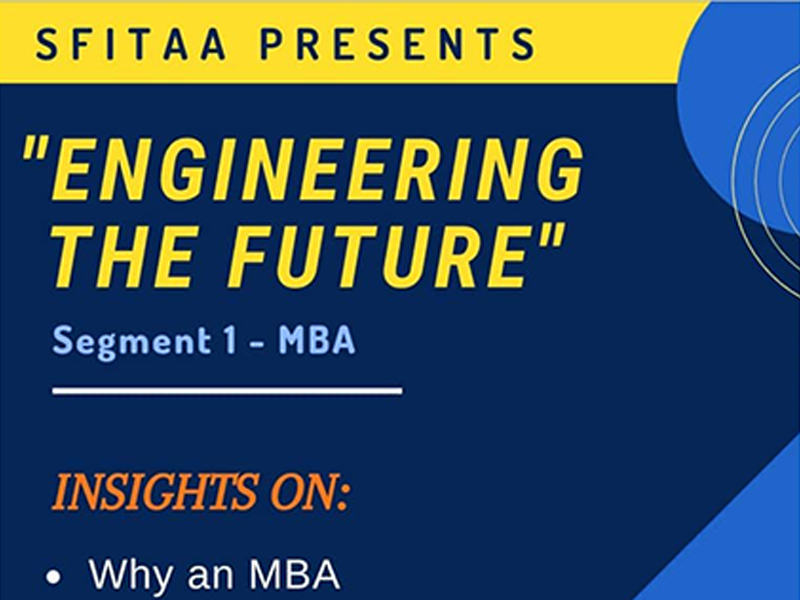 SFITAA PRESENTS
"ENGINEERING
THE FUTURE"
Segment 1 - MBA
INSIGHTS ON:
• Why an MBA